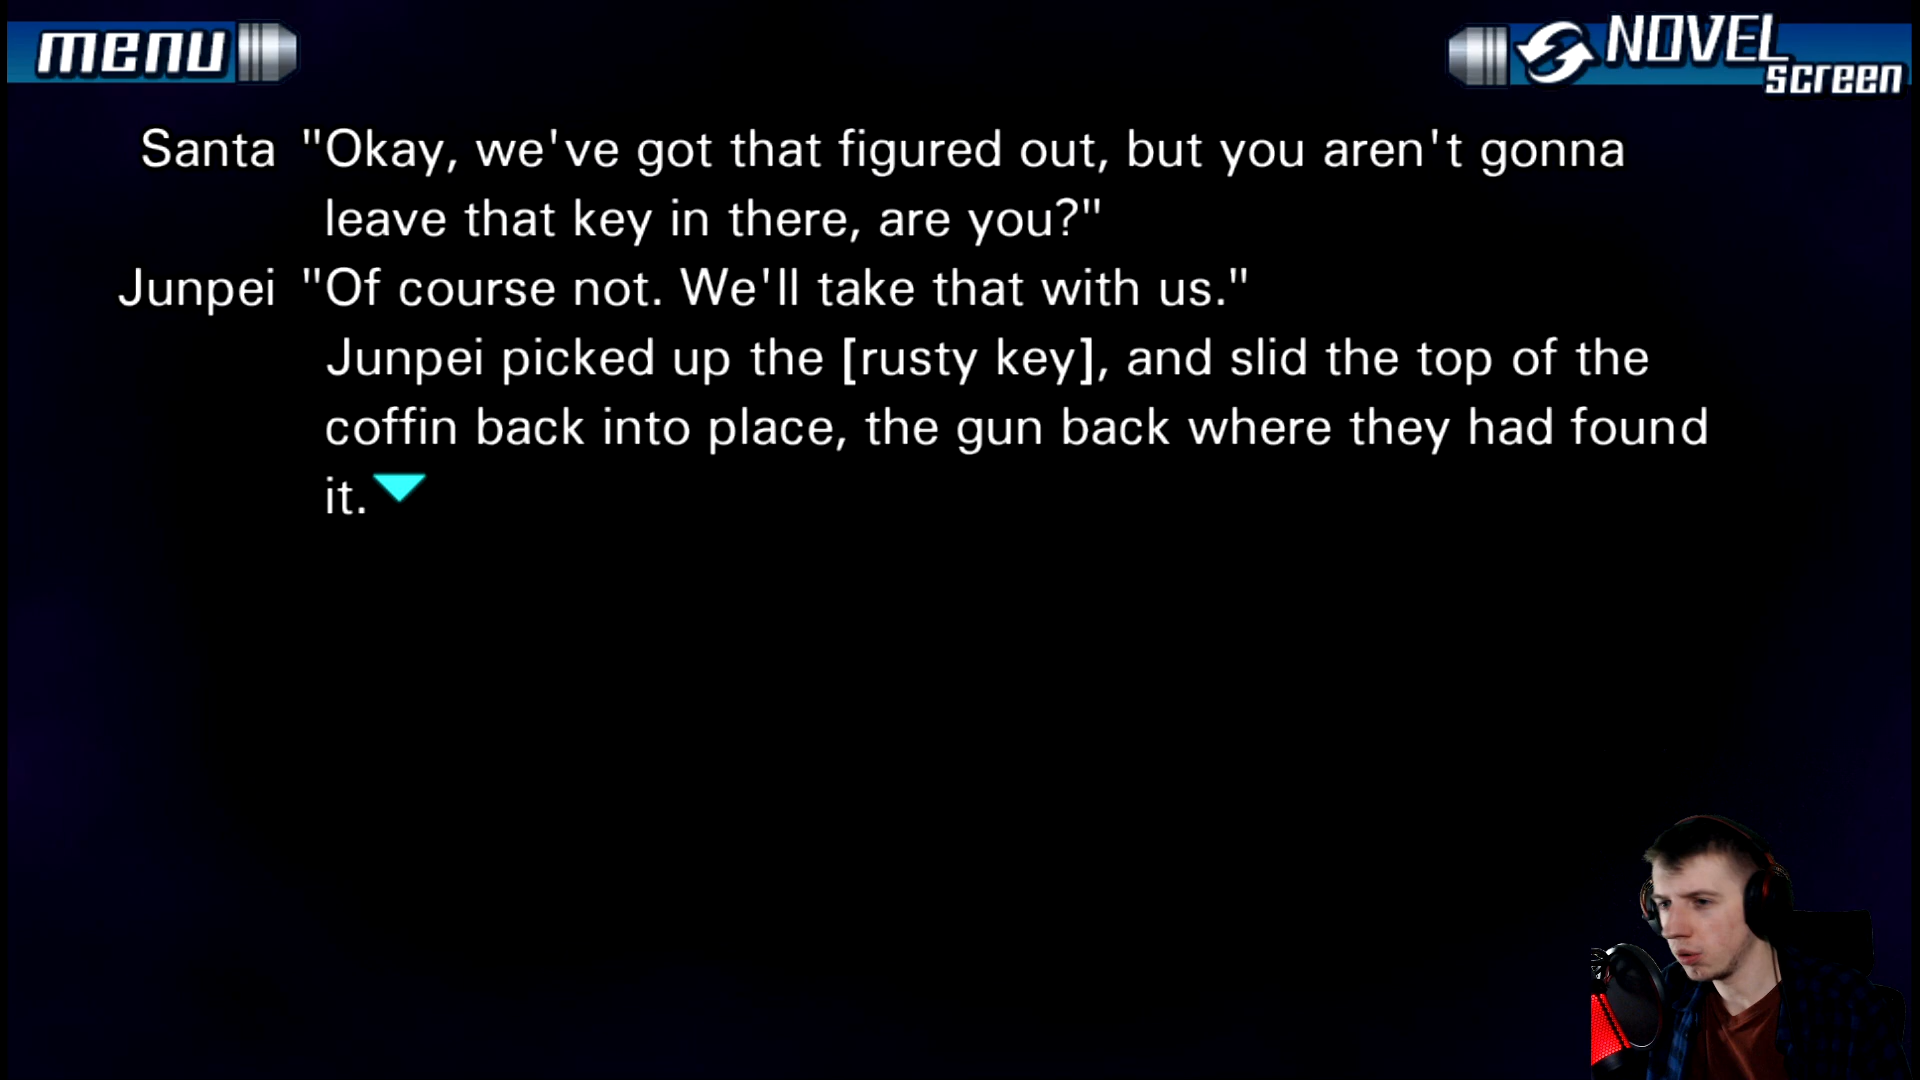 menu
NOVEL
screen
Santa "Okay, we've got that figured out, but you aren't gonna
leave that key in there, are you?"
Junpei "Of course not. We'll take that with us."
Junpei picked up the [rusty key], and slid the top of the
coffin back into place, the gun back where they had found
it.